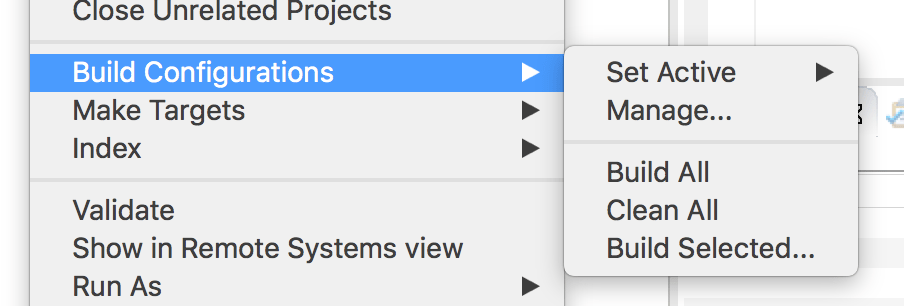 Close Unrelated Projects
Build Configurations
Make Targets
Index
Validate
Show in Remote Systems view
Run As
Set Active
Manage...
Build All
Clean All
Build Selected...